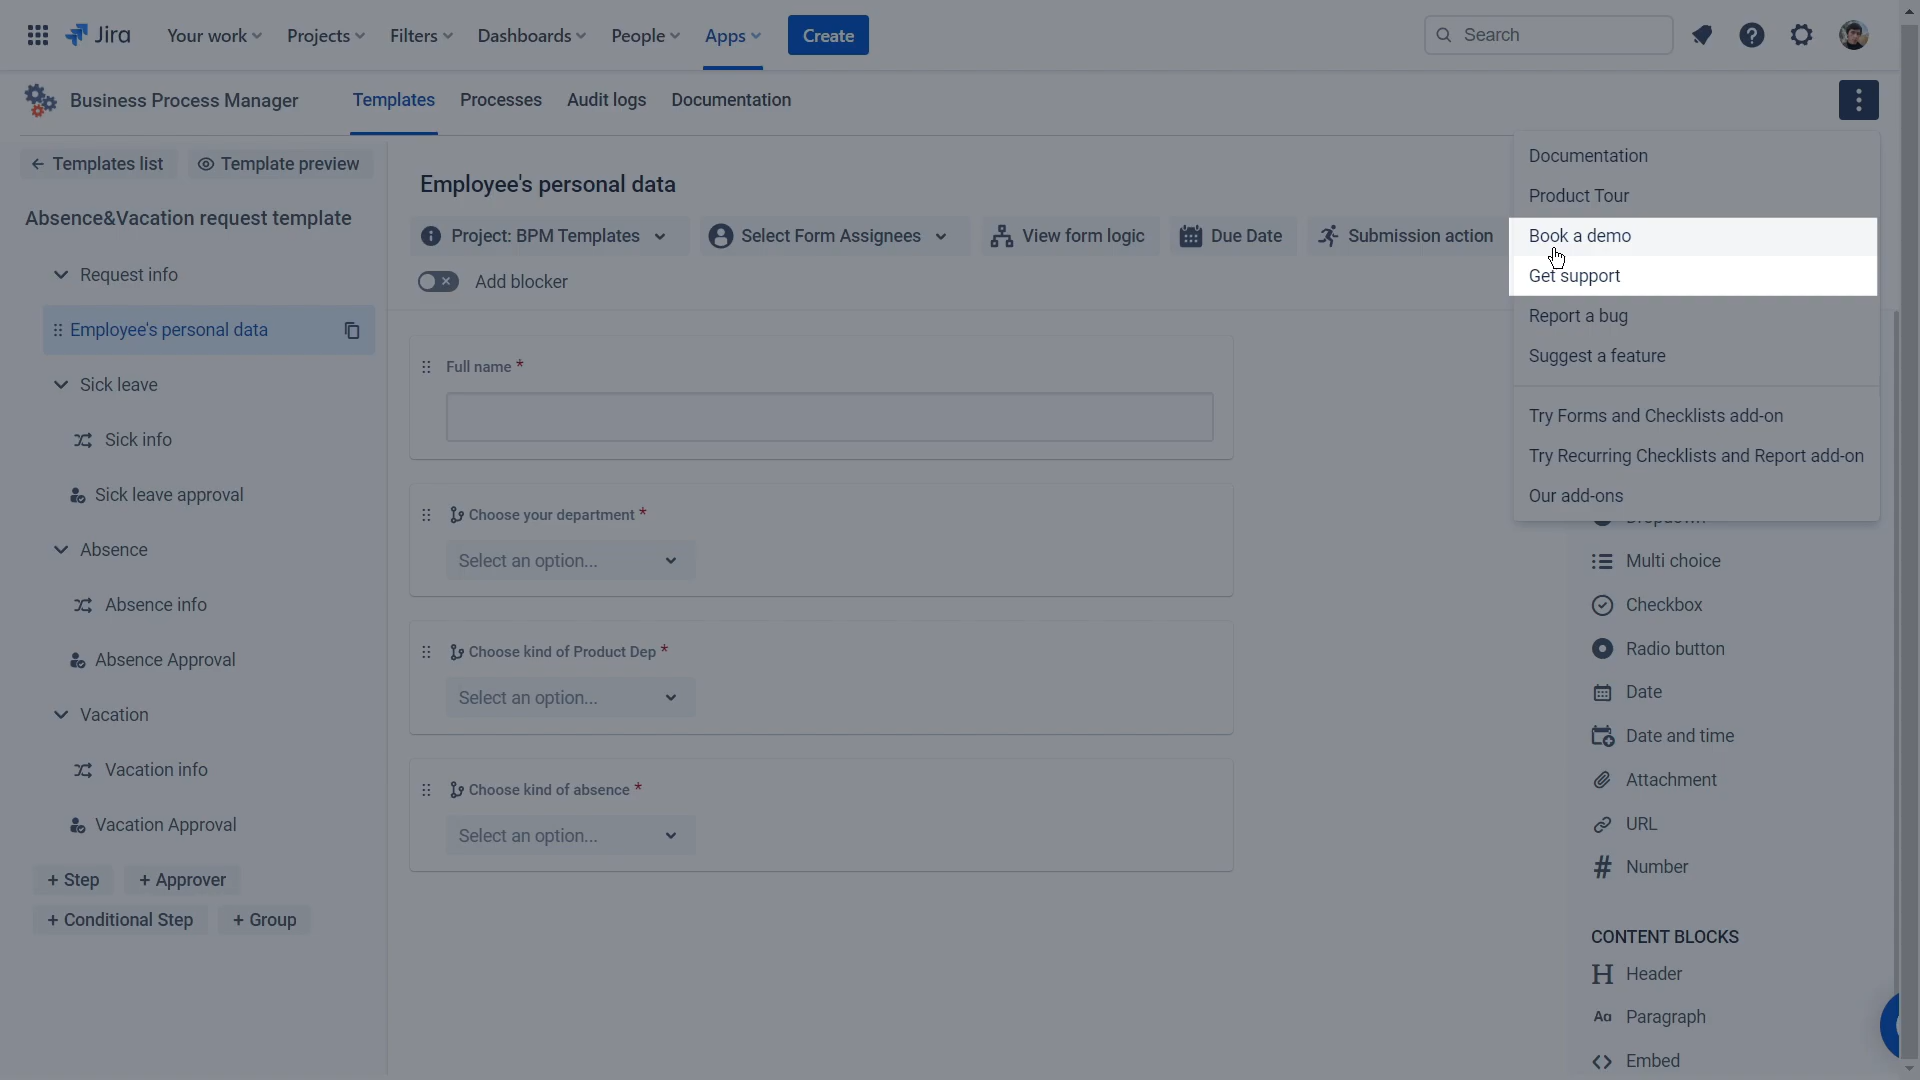 Jira
Your work
Projects
Filters
Dashboards
People
Apps
Create
Search
Business Process Manager
Templates
Processes
Audit logs
Documentation
Templates list
Template preview
Absence&Vacation request template
Request info
Employee's personal data
Sick leave
Sick info
Sick leave approval
Absence
Absence info
Absence Approval
Vacation
Vacation info
Vacation Approval
+ Step
+ Approver
+ Conditional Step
+ Group
Employee's personal data
Project: BPM Templates
Select Form Assignees
View form logic
Due Date
Submission action
Add blocker
Full name *
Choose your department *
Select an option...
Choose kind of Product Dep *
Select an option...
Choose kind of absence *
Select an option...
Documentation
Product Tour
Book a demo
Get support
Report a bug
Suggest a feature
Try Forms and Checklists add-on
Try Recurring Checklists and Report add-on
Our add-ons
Dropdown
Multi choice
Checkbox
Radio button
Date
Date and time
Attachment
URL
Number
CONTENT BLOCKS
Header
Paragraph
Embed